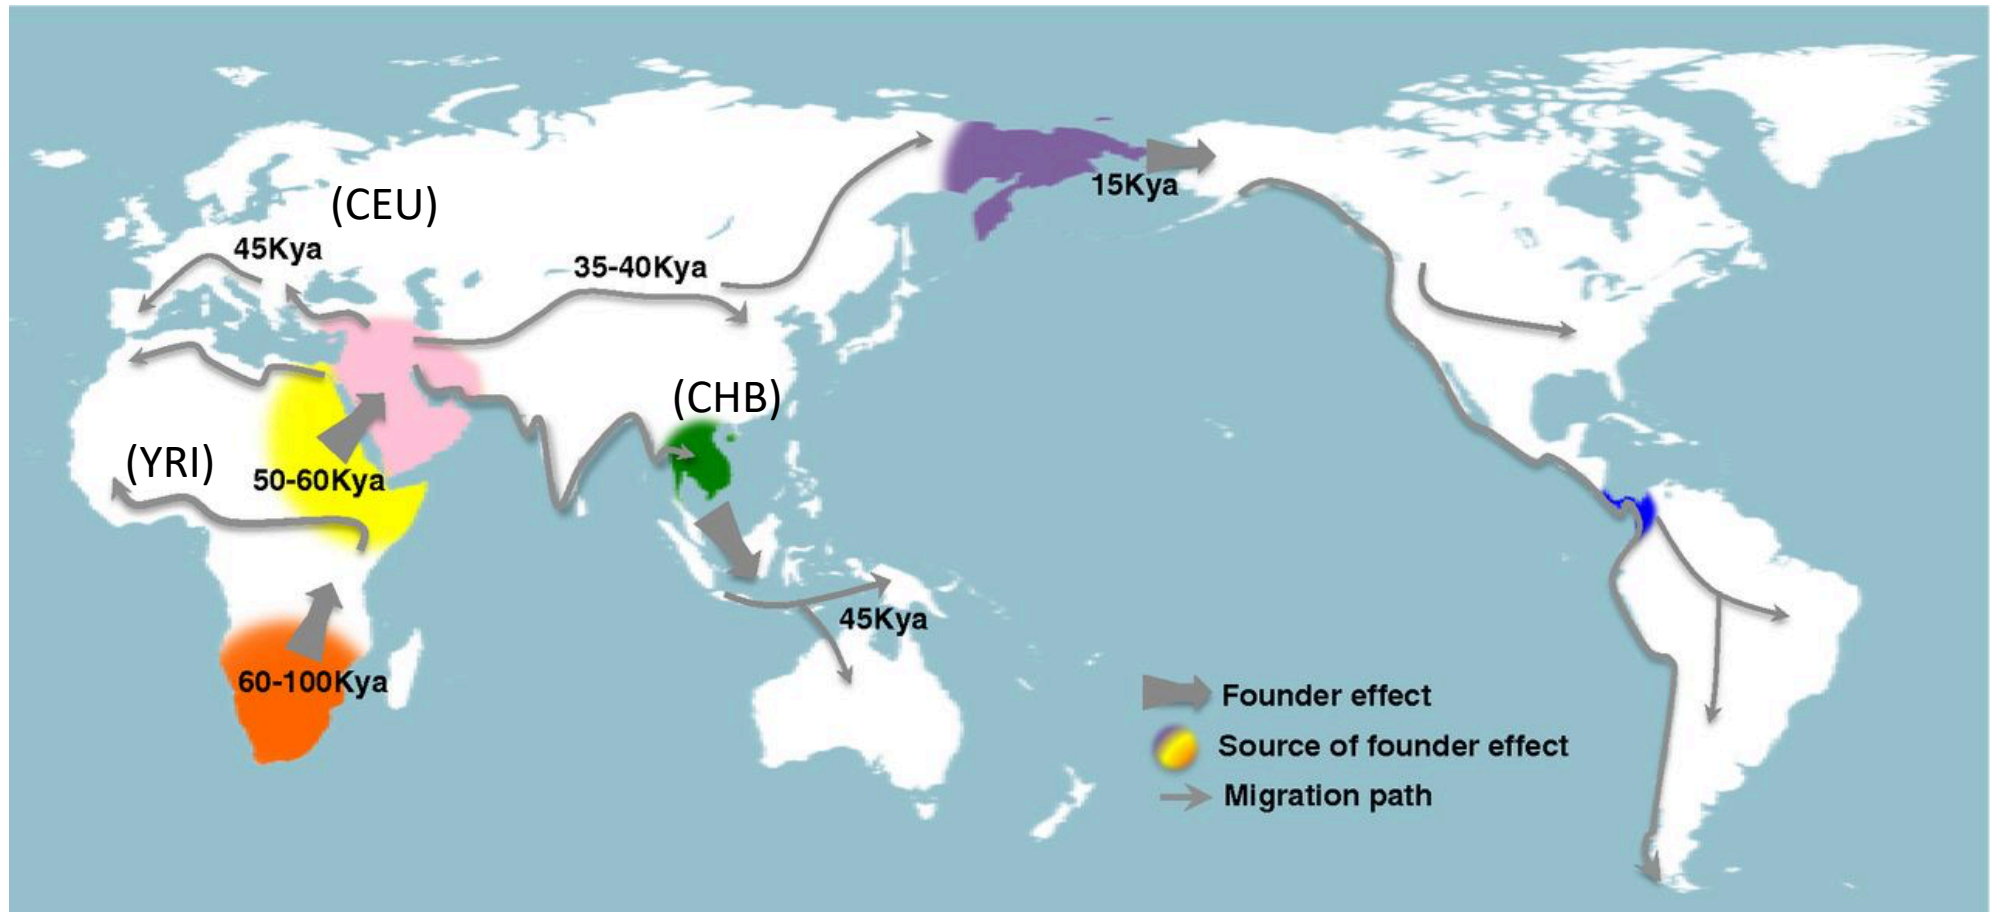 (CEU)
45Kya
35-40Kya
15Kya
(CHB)
(YRI)
50-60Kya
45Kya
60-100Kya
Founder effect
Source of founder effect
Migration path